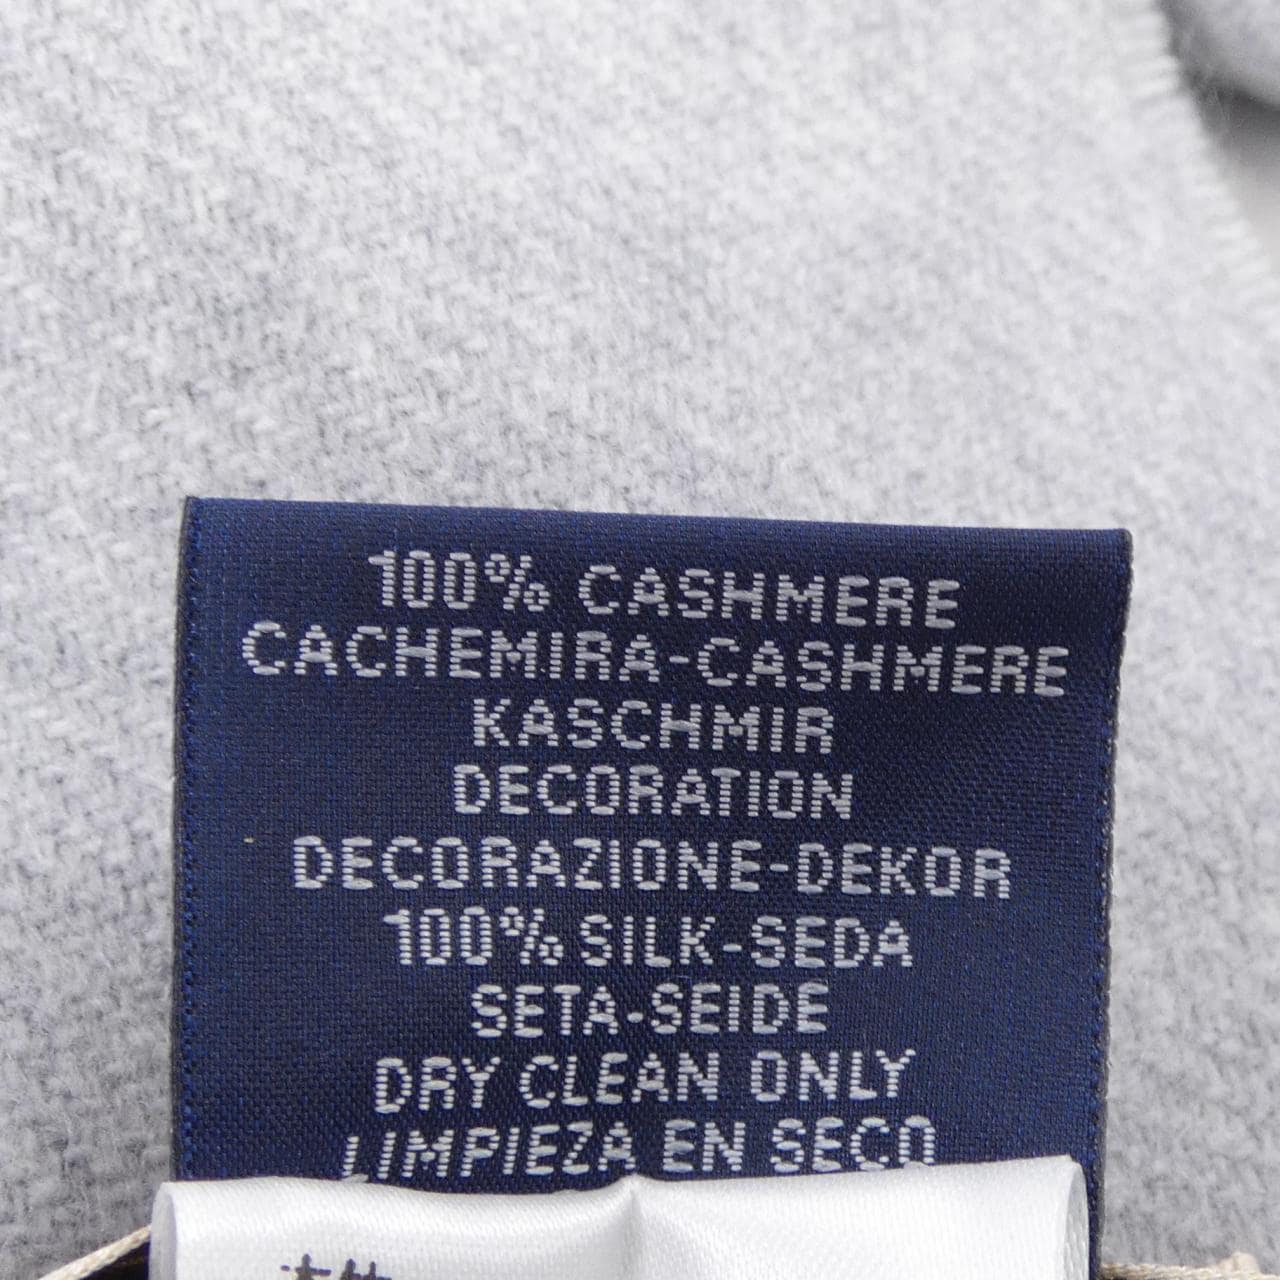 100% CASHMERE
CACHEMIRA-CASHMERE
KASCHMIR
DECORATION
DECORAZIONE-DEKOR
100% SILK-SEDA
SETA-SEIDE
DRY CLEAN ONLY
LIMPIEZA EN SECO